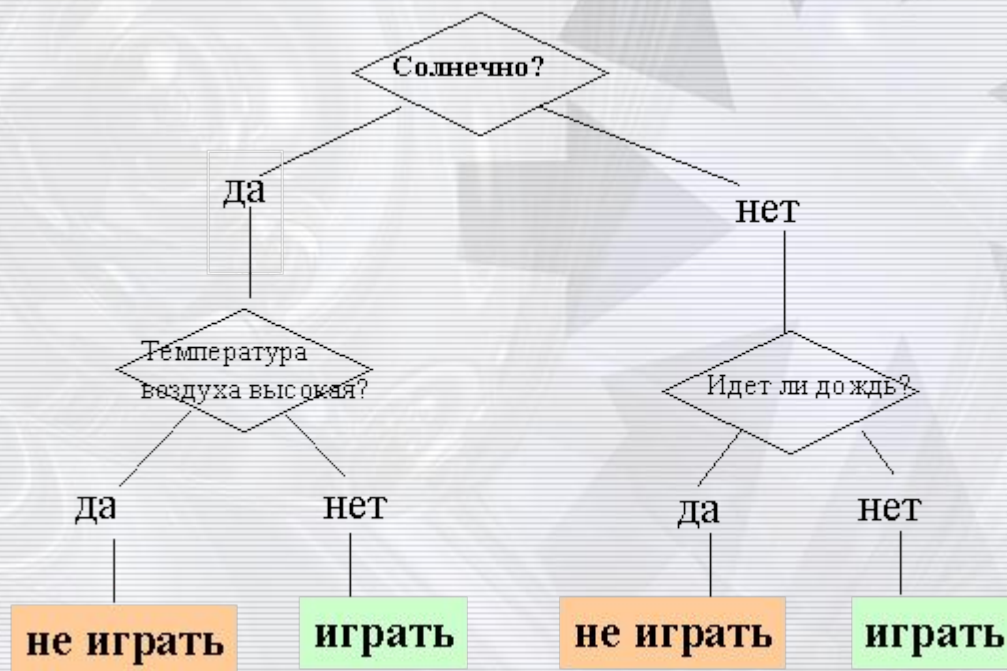 Солнечно?
да
нет
Температура
воздуха высокая?
Идет ли дождь?
да
нет
да
нет
не играть
играть
не играть
играть